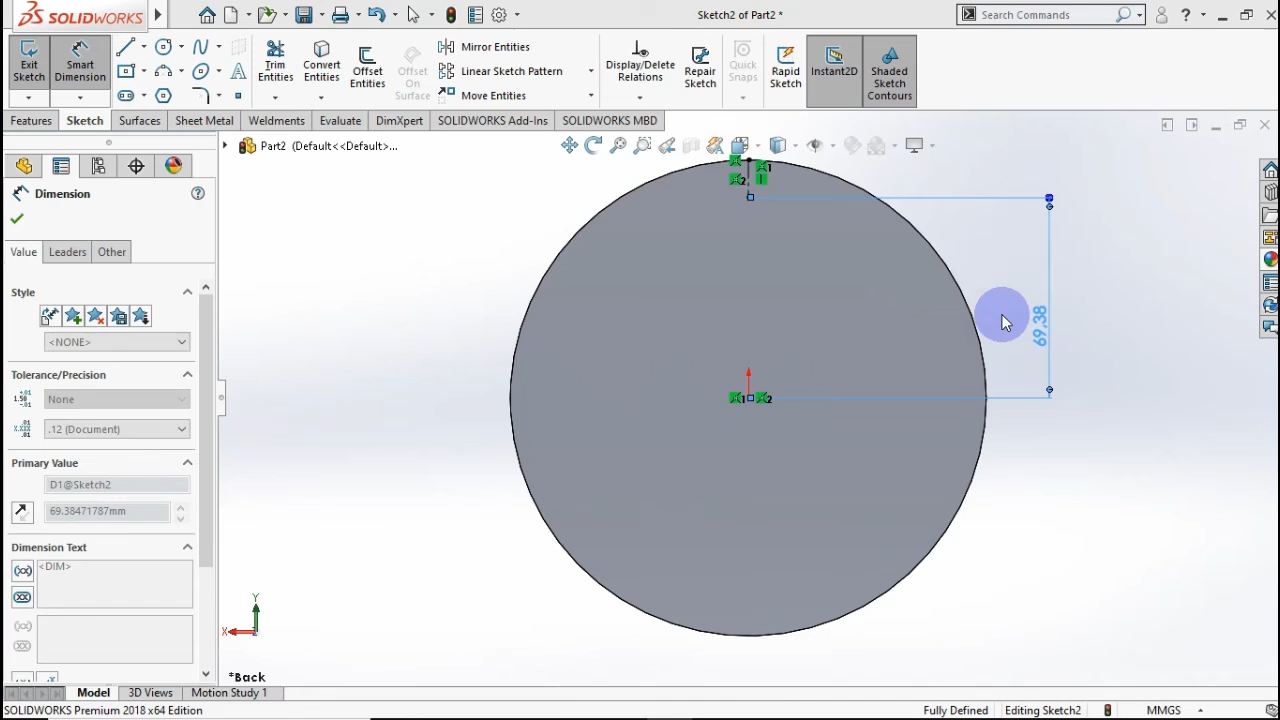 SOLIDWORKS
Sketch2 of Part2 *
Search Commands
?
Exit Sketch
Smart Dimension
Trim Entities
Convert Entities
Offset Entities
Offset On Surface
Mirror Entities
Linear Sketch Pattern
Move Entities
Display/Delete Relations
Repair Sketch
Quick Snaps
Rapid Sketch
Instant2D
Shaded Sketch Contours
Features
Sketch
Surfaces
Sheet Metal
Weldments
Evaluate
DimXpert
SOLIDWORKS Add-Ins
SOLIDWORKS MBD
Part2 (Default<<Default>...
Dimension
Value
Leaders
Other
Style
<NONE>
Tolerance/Precision
None
.12 (Document)
Primary Value
D1@Sketch2
69.38471787mm
Dimension Text
<DIM>
1
2
69.38
1
2
Y
X
*Back
Model
3D Views
Motion Study 1
SOLIDWORKS Premium 2018 x64 Edition
Fully Defined
Editing Sketch2
MMGS